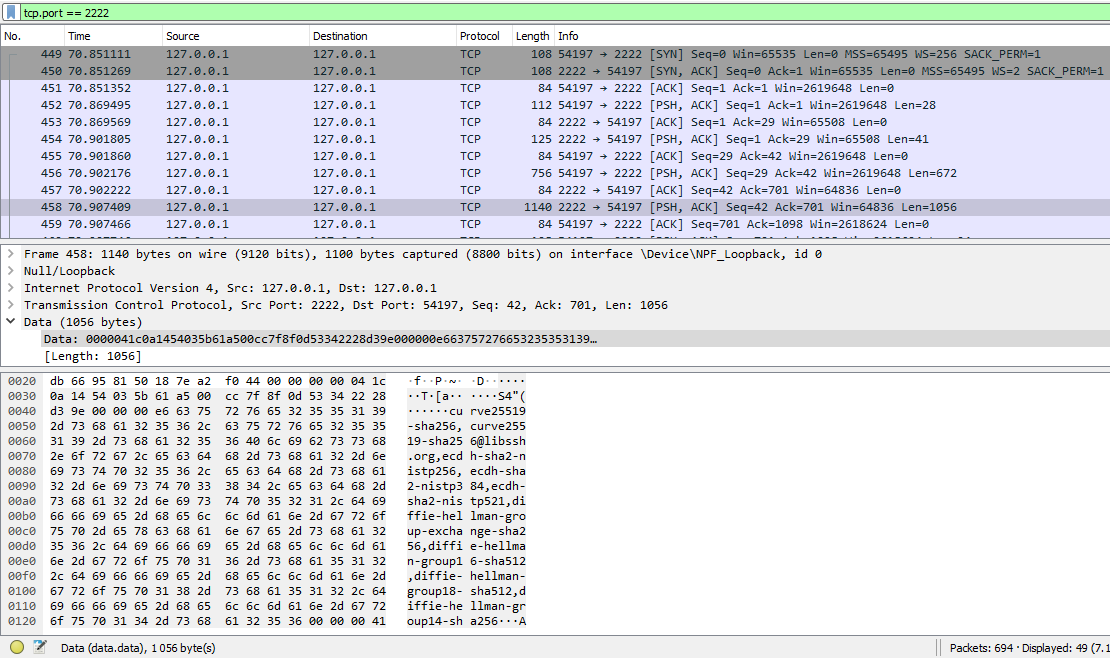 tcp.port == 2222
No. Time Source Destination Protocol Length Info
449 70.851111 127.0.0.1 127.0.0.1 TCP 108 54197 → 2222 [SYN] Seq=0 Win=65535 Len=0 MSS=65495 WS=256 SACK_PERM=1
450 70.851269 127.0.0.1 127.0.0.1 TCP 108 2222 → 54197 [SYN, ACK] Seq=0 Ack=1 Win=65535 Len=0 MSS=65495 WS=2 SACK_PERM=1
451 70.851352 127.0.0.1 127.0.0.1 TCP 84 54197 → 2222 [ACK] Seq=1 Ack=1 Win=2619648 Len=0
452 70.869495 127.0.0.1 127.0.0.1 TCP 112 54197 → 2222 [PSH, ACK] Seq=1 Ack=1 Win=2619648 Len=28
453 70.869569 127.0.0.1 127.0.0.1 TCP 84 2222 → 54197 [ACK] Seq=1 Ack=29 Win=65508 Len=0
454 70.901805 127.0.0.1 127.0.0.1 TCP 125 2222 → 54197 [PSH, ACK] Seq=1 Ack=29 Win=65508 Len=41
455 70.901860 127.0.0.1 127.0.0.1 TCP 84 54197 → 2222 [ACK] Seq=29 Ack=42 Win=2619648 Len=0
456 70.902176 127.0.0.1 127.0.0.1 TCP 756 54197 → 2222 [PSH, ACK] Seq=29 Ack=42 Win=2619648 Len=672
457 70.902222 127.0.0.1 127.0.0.1 TCP 84 2222 → 54197 [ACK] Seq=42 Ack=701 Win=64836 Len=0
458 70.907409 127.0.0.1 127.0.0.1 TCP 1140 2222 → 54197 [PSH, ACK] Seq=42 Ack=701 Win=64836 Len=1056
459 70.907466 127.0.0.1 127.0.0.1 TCP 84 54197 → 2222 [ACK] Seq=701 Ack=1098 Win=2618624 Len=0
Frame 458: 1140 bytes on wire (9120 bits), 1100 bytes captured (8800 bits) on interface \Device\NPF_Loopback, id 0
Null/Loopback
Internet Protocol Version 4, Src: 127.0.0.1, Dst: 127.0.0.1
Transmission Control Protocol, Src Port: 2222, Dst Port: 54197, Seq: 42, Ack: 701, Len: 1056
Data (1056 bytes)
Data: 0000041c0a1454035b61a500cc7f8f0d53342228d39e000000e663757276653235353139…
[Length: 1056]
0020 db 66 95 81 50 18 7e a2 f0 44 00 00 00 00 04 1c ·f··P·~··D······
0030 0a 14 54 03 5b 61 a5 00 cc 7f 8f 0d 53 34 22 28 ··T·[a······S4"(
0040 d3 9e 00 00 00 e6 63 75 72 76 65 32 35 35 31 39 ······curve25519
0050 2d 73 68 61 32 35 36 2c 63 75 72 76 65 32 35 35 -sha256,curve255
0060 31 39 2d 73 68 61 32 35 36 40 6c 69 62 73 73 68 19-sha256@libssh
0070 2e 6f 72 67 2c 65 63 64 68 2d 73 68 61 32 2d 6e .org,ecdh-sha2-n
0080 69 73 74 70 32 35 36 2c 65 63 64 68 2d 73 68 61 istp256,ecdh-sha
0090 32 2d 6e 69 73 74 70 33 38 34 2c 65 63 64 68 2d 2-nistp384,ecdh-
00a0 73 68 61 32 2d 6e 69 73 74 70 35 32 31 2c 64 69 sha2-nistp521,di
00b0 66 66 69 65 2d 68 65 6c 6c 6d 61 6e 2d 67 72 6f ffie-hellman-gro
00c0 75 70 2d 65 78 63 68 61 6e 67 65 2d 73 68 61 32 up-exchange-sha2
00d0 35 36 2c 64 69 66 66 69 65 2d 68 65 6c 6c 6d 61 56,diffie-hellma
00e0 6e 2d 67 72 6f 75 70 31 36 2d 73 68 61 35 31 32 n-group16-sha512
00f0 2c 64 69 66 66 69 65 2d 68 65 6c 6c 6d 61 6e 2d ,diffie-hellman-
0100 67 72 6f 75 70 31 38 2d 73 68 61 35 31 32 2c 64 group18-sha512,d
0110 69 66 66 69 65 2d 68 65 6c 6c 6d 61 6e 2d 67 72 iffie-hellman-gr
0120 6f 75 70 31 34 2d 73 68 61 32 35 36 00 00 00 41 oup14-sha256···A
Data (data.data), 1 056 byte(s) Packets: 694 · Displayed: 49 (7.1